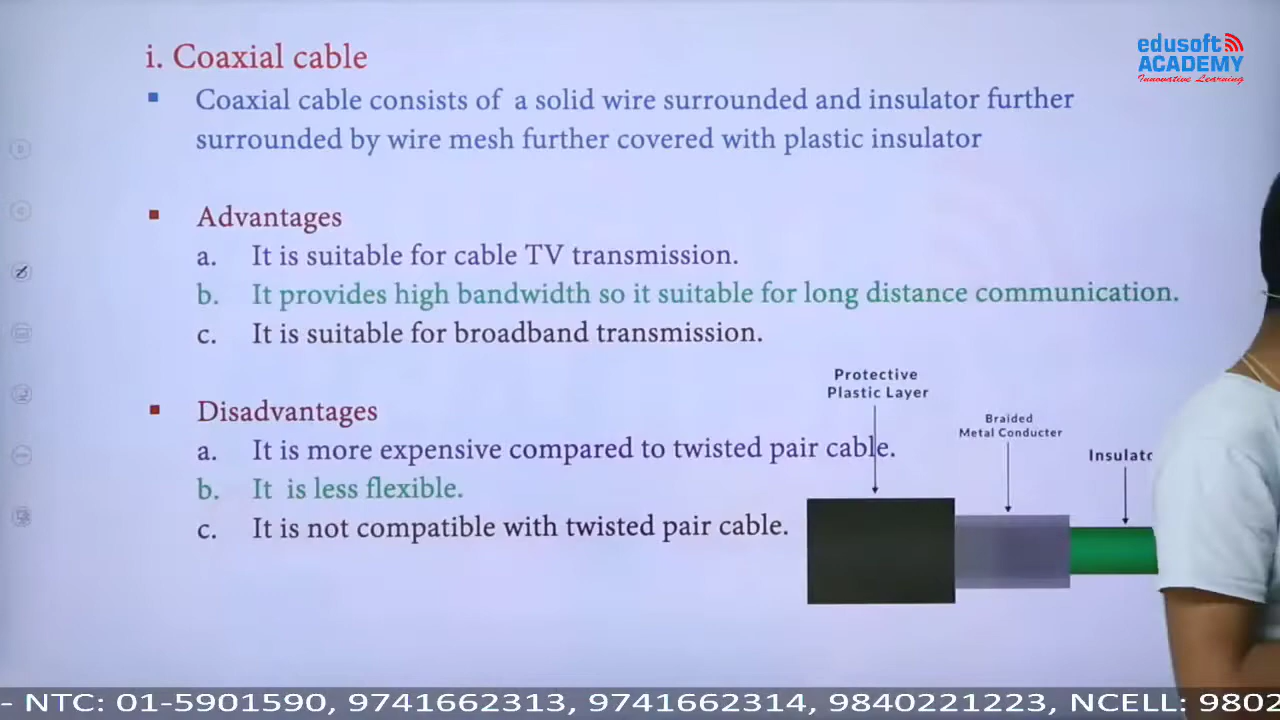 edusoft
ACADEMY
Innovative Learning
i. Coaxial cable
Coaxial cable consists of a solid wire surrounded and insulator further
surrounded by wire mesh further covered with plastic insulator
Advantages
a. It is suitable for cable TV transmission.
b. It provides high bandwidth so it suitable for long distance communication.
c. It is suitable for broadband transmission.
Disadvantages
a. It is more expensive compared to twisted pair cable.
b. It is less flexible.
c. It is not compatible with twisted pair cable.
Protective
Plastic Layer
Braided
Metal Conducter
Insulatc
- NTC: 01-5901590, 9741662313, 9741662314, 9840221223, NCELL: 9802